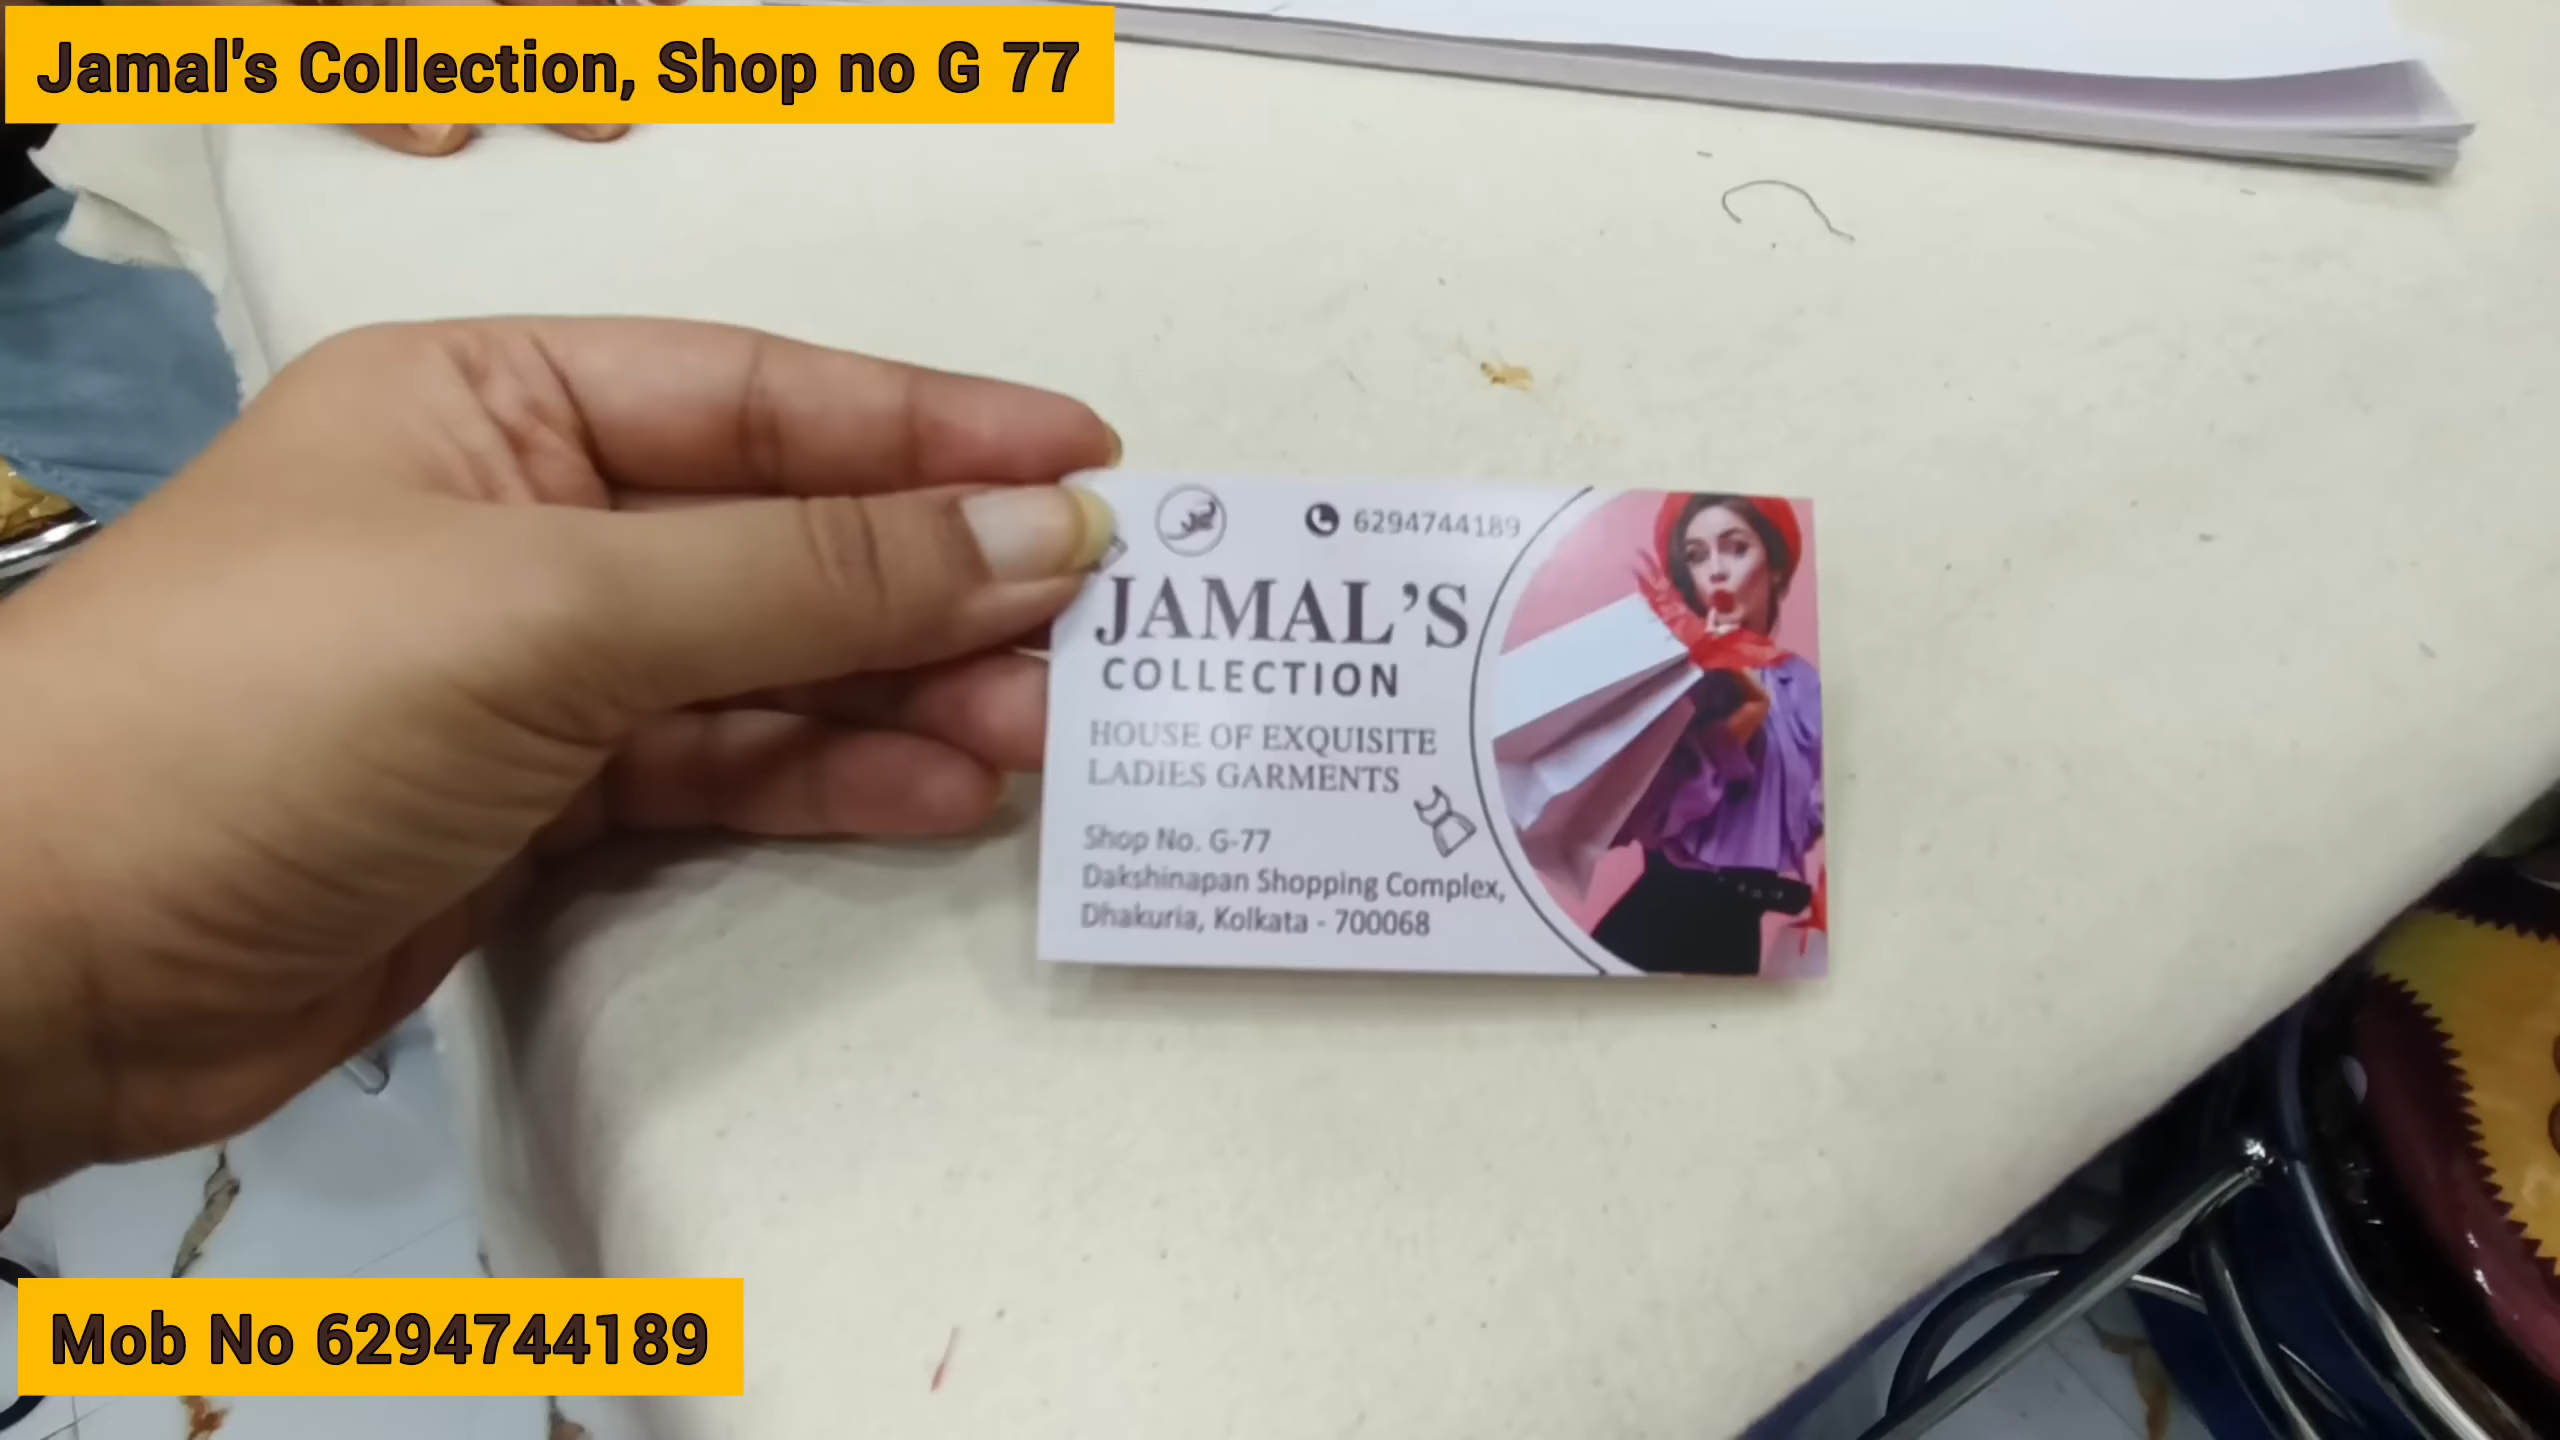 Jamal's Collection, Shop no G 77
6294744189
JAMAL'S
COLLECTION
HOUSE OF EXQUISITE
LADIES GARMENTS
Shop No. G-77
Dakshinapan Shopping Complex,
Dhakuria, Kolkata - 700068
Mob No 6294744189